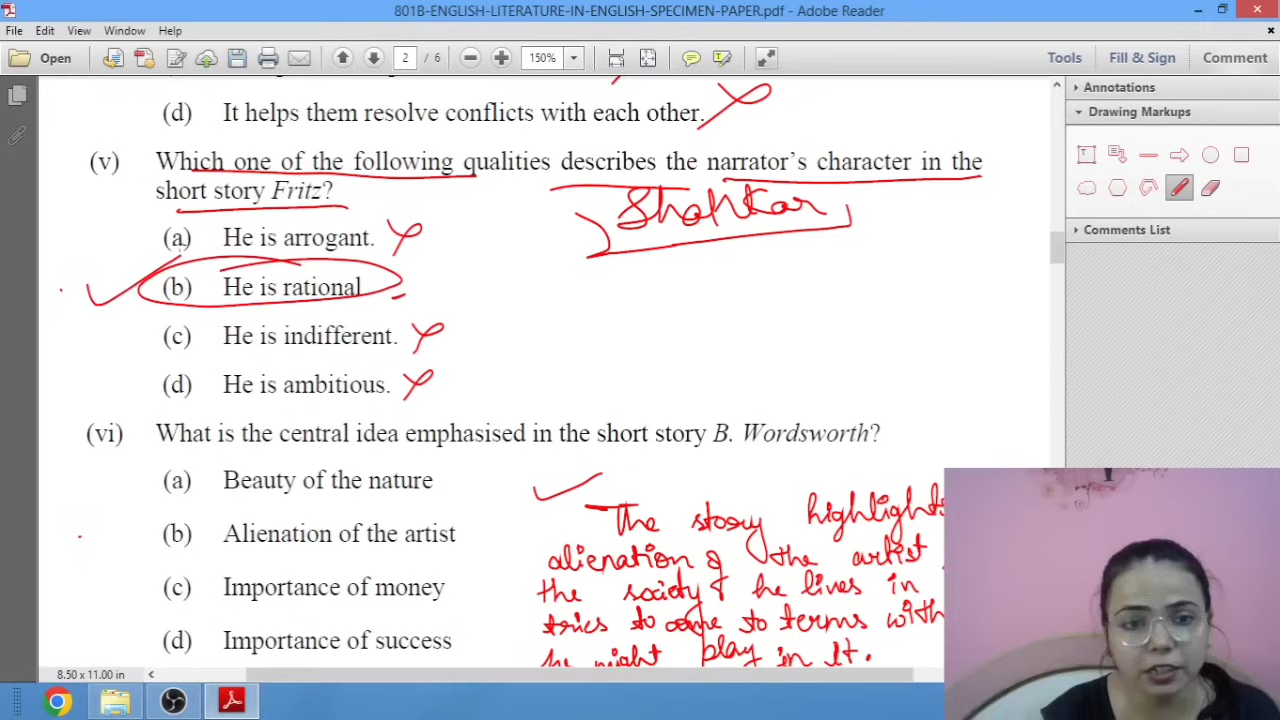 801B-ENGLISH-LITERATURE-IN-ENGLISH-SPECIMEN-PAPER.pdf - Adobe Reader
File Edit View Window Help
Open 2 / 6 150% Tools Fill & Sign Comment
Annotations
Drawing Markups
Comments List
(d) It helps them resolve conflicts with each other.
(v) Which one of the following qualities describes the narrator's character in the
short story Fritz?
Shahkar
(a) He is arrogant.
(b) He is rational
(c) He is indifferent.
(d) He is ambitious.
(vi) What is the central idea emphasised in the short story B. Wordsworth?
(a) Beauty of the nature
(b) Alienation of the artist
(c) Importance of money
(d) Importance of success
The story highlights
alienation of the artist
the society he lives in
tries to come to terms with
he might play in it.
8.50 x 11.00 in